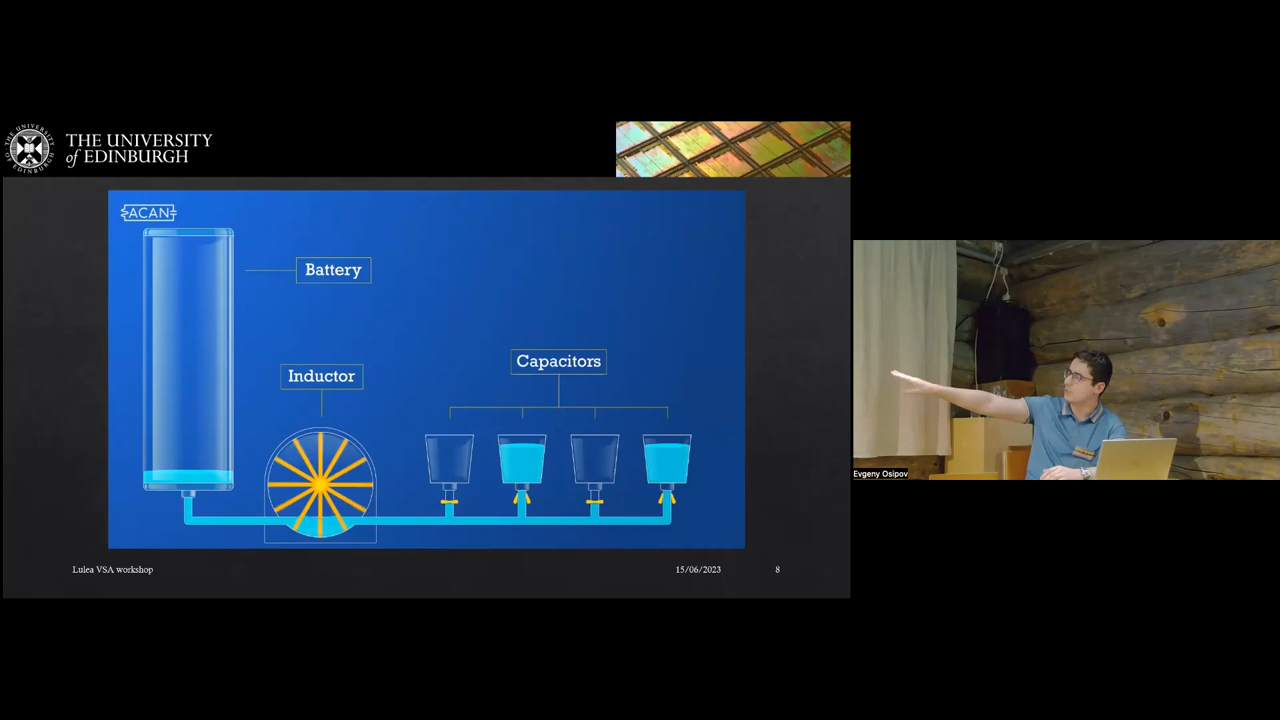 THE UNIVERSITY
of EDINBURGH
ACAN
Battery
Inductor
Capacitors
Lulea VSA workshop
15/06/2023
8
Evgeny Osipov